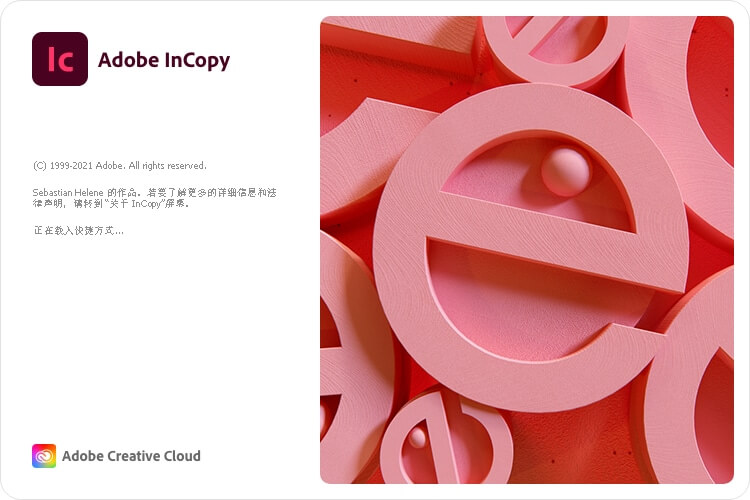 Ic
Adobe InCopy
(C) 1999-2021 Adobe. All rights reserved.
Sebastian Helene 的作品。若要了解更多的详细信息和法
律声明，请转到“关于 InCopy”屏幕。
正在载入快捷方式...
Adobe Creative Cloud